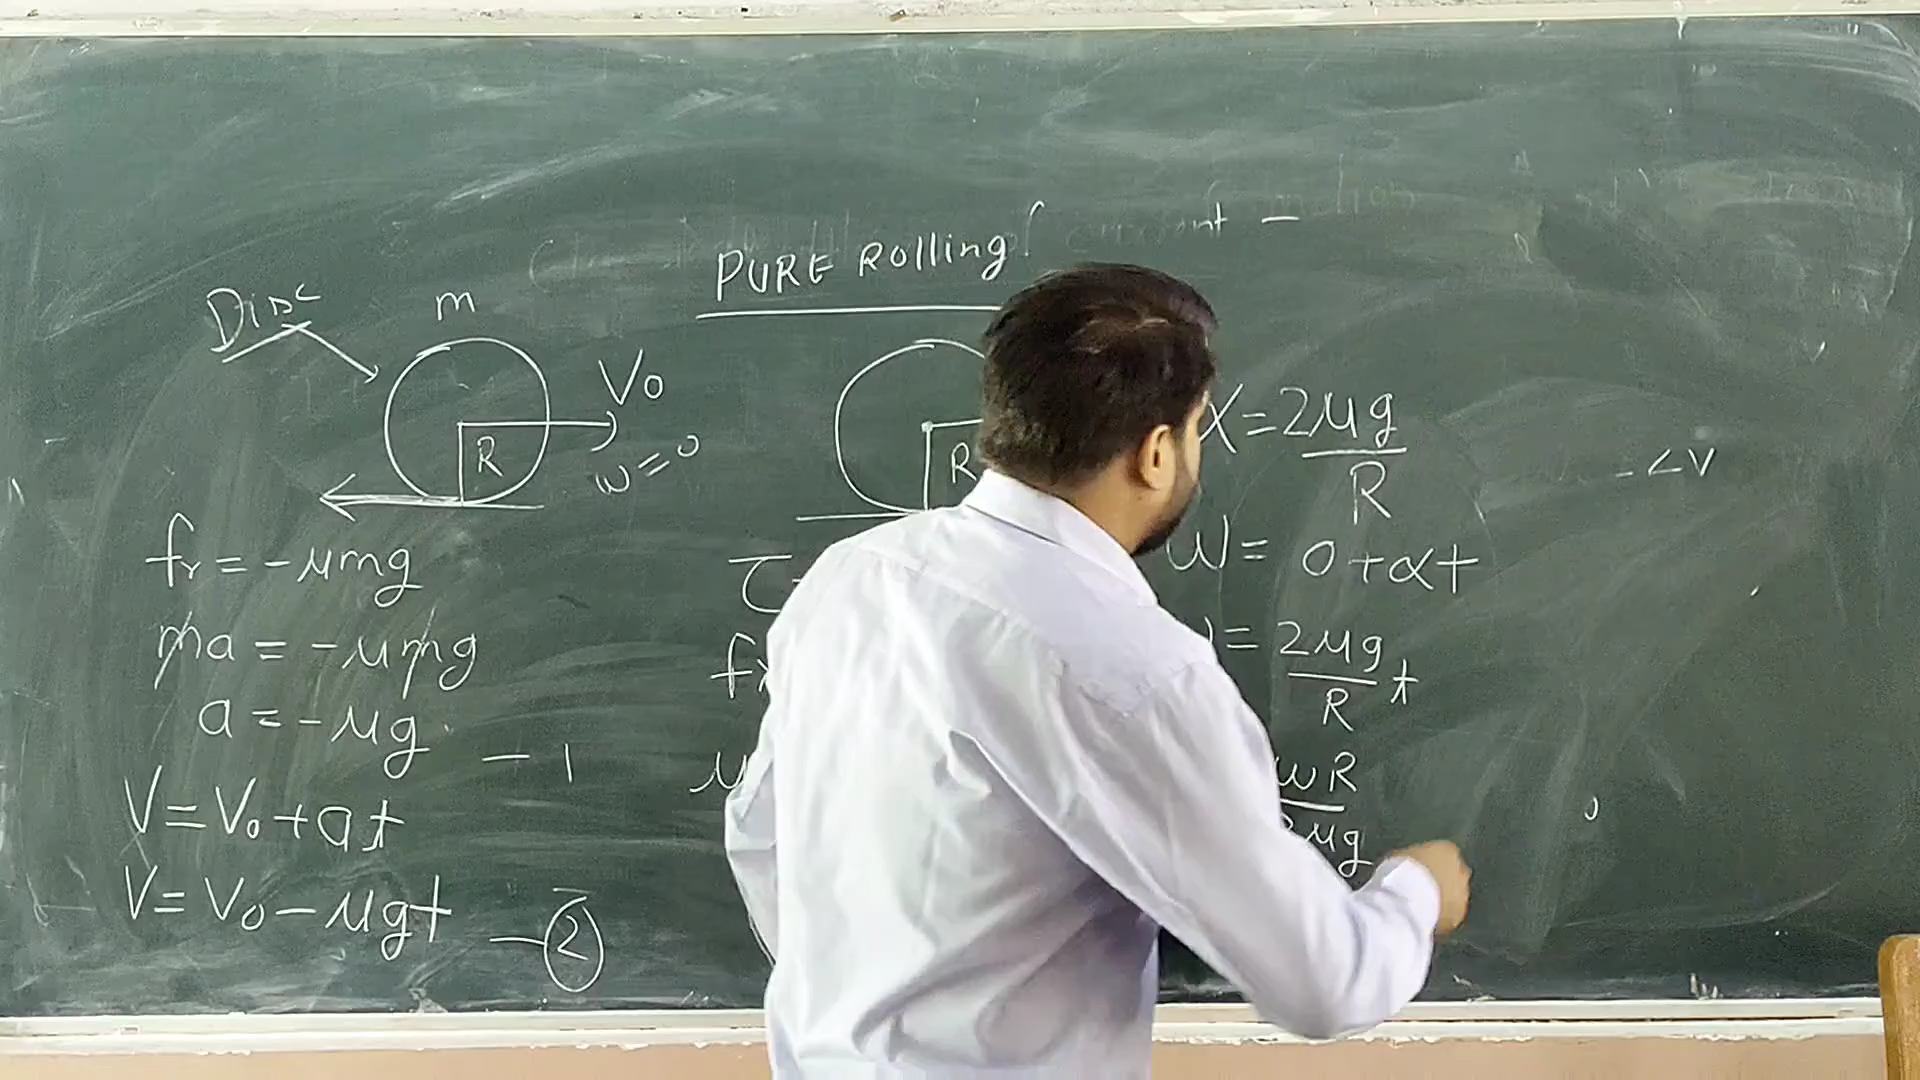 PURE Rolling
Disc
m
V₀
R
ω = 0
fr = -μmg
ma = -μmg
a = -μg
- 1
V = V₀ + at
V = V₀ - μgt
- ②
R
τ
f
μ
α = 2μg/R
ω = 0 + αt
= 2μg/R t
ωR
μg